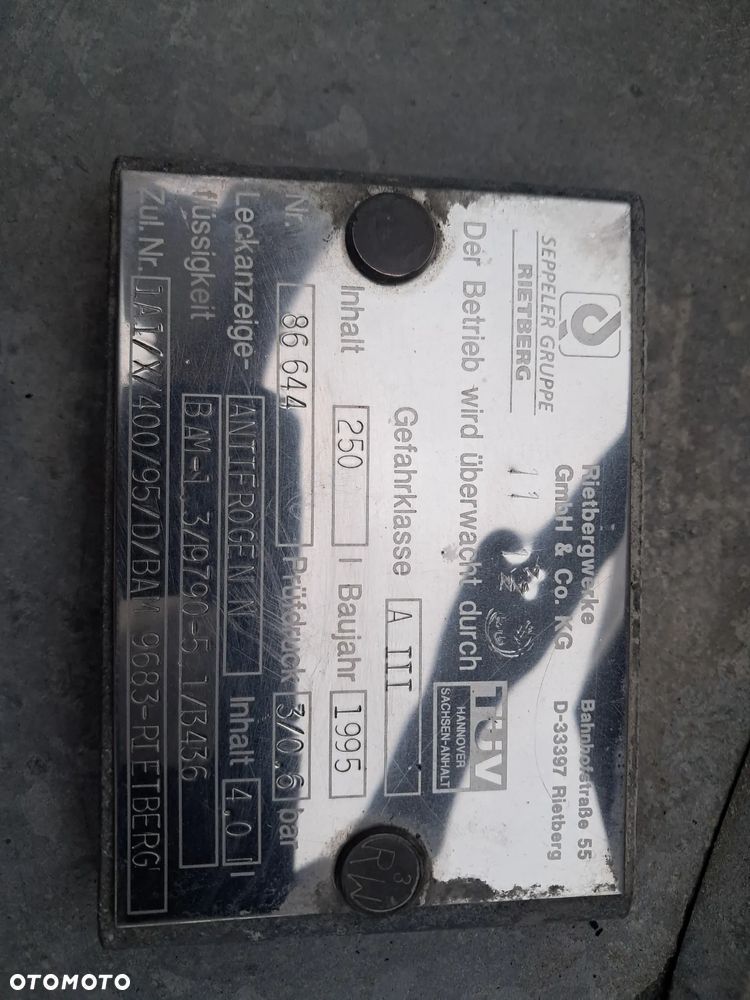 SEPPELER GRUPPE
RIETBERG
Rietbergwerke
GmbH & Co. KG
Bahnhofstraße 55
D-33397 Rietberg
11
Der Betrieb wird überwacht durch
TÜV
HANNOVER
SACHSEN-ANHALT
Gefahrklasse A III
Inhalt 250 l Baujahr 1995
Nr. 86 644 Prüfdruck 3/0,6 bar
Leckanzeige- ANTIFROGEN N Inhalt 4,0 l
flüssigkeit BAM-1.3/9790-5.1/3436
Zul.Nr. 1A1/X/400/95/D/BAM 9683-RIETBERG
RW3
OTOMOTO